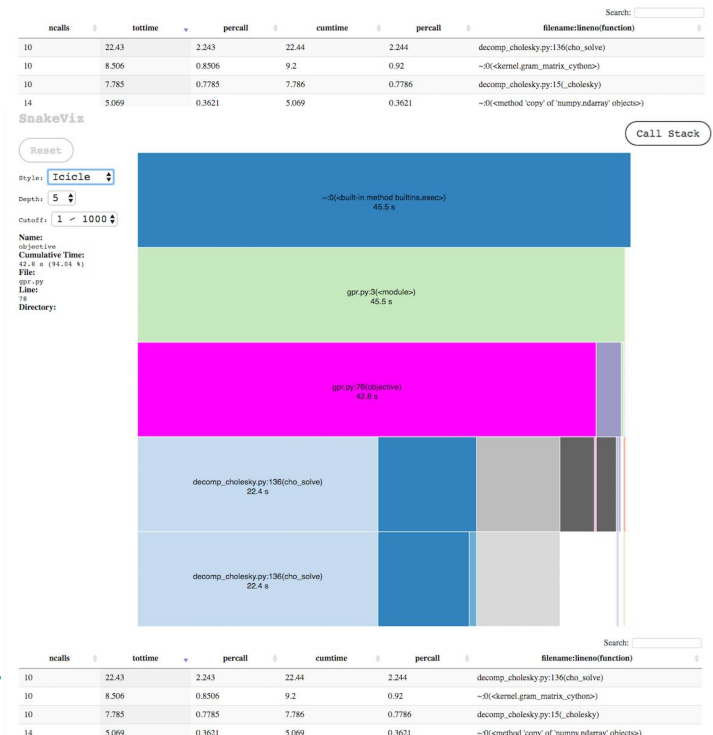 Search:
ncalls tottime percall cumtime percall filename:lineno(function)
10 22.43 2.243 22.44 2.244 decomp_cholesky.py:136(cho_solve)
10 8.506 0.8506 9.2 0.92 ~:0(<kernel.gram_matrix_cython>)
10 7.785 0.7785 7.786 0.7786 decomp_cholesky.py:15(_cholesky)
14 5.069 0.3621 5.069 0.3621 ~:0(<method 'copy' of 'numpy.ndarray' objects>)
SnakeViz
Call Stack
Reset
Style: Icicle
Depth: 5
Cutoff: 1 / 1000
Name:
objective
Cumulative Time:
42.8 s (94.04 %)
File:
gpr.py
Line:
78
Directory:
~:0(<built-in method builtins.exec>)
45.5 s
gpr.py:3(<module>)
45.5 s
gpr.py:78(objective)
42.8 s
decomp_cholesky.py:136(cho_solve)
22.4 s
decomp_cholesky.py:136(cho_solve)
22.4 s
Search:
ncalls tottime percall cumtime percall filename:lineno(function)
10 22.43 2.243 22.44 2.244 decomp_cholesky.py:136(cho_solve)
10 8.506 0.8506 9.2 0.92 ~:0(<kernel.gram_matrix_cython>)
10 7.785 0.7785 7.786 0.7786 decomp_cholesky.py:15(_cholesky)
14 5.069 0.3621 5.069 0.3621 ~:0(<method 'copy' of 'numpy.ndarray' objects>)